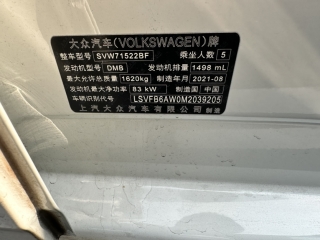 大众汽车(VOLKSWAGEN)牌
整车型号 SVW71522BF 乘坐人数 5
发动机型号 DMB 发动机排量 1498 mL
最大允许总质量 1620kg 制造年月 2021-08
发动机最大净功率 83 kW 制造国 中国
车辆识别代号 LSVFB6AW0M2039205
上汽大众汽车有限公司制造